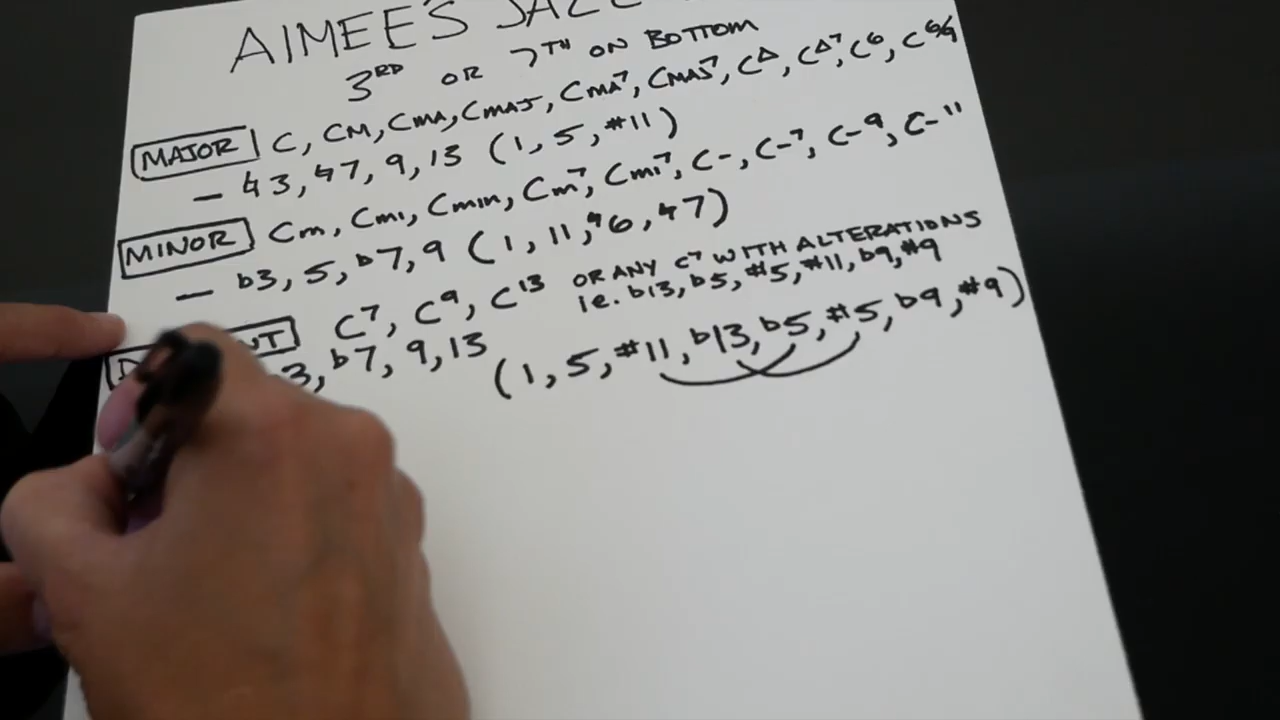 AIMEE'S JAZZ
3RD OR 7TH ON BOTTOM
MAJOR C, CM, CMA, CMAJ, CMA7, CMAJ7, C△, C△7, C6, C6/9
– ♮3, ♮7, 9, 13 (1, 5, #11)
MINOR Cm, Cmi, Cmin, Cm7, Cmi7, C-, C-7, C-9, C-11
– b3, 5, b7, 9 (1, 11, ♮6, ♮7)
C7, C9, C13 OR ANY C7 WITH ALTERATIONS
ie. b13, b5, #5, #11, b9, #9
3, b7, 9, 13 (1, 5, #11, b13, b5, #5, b9, #9)